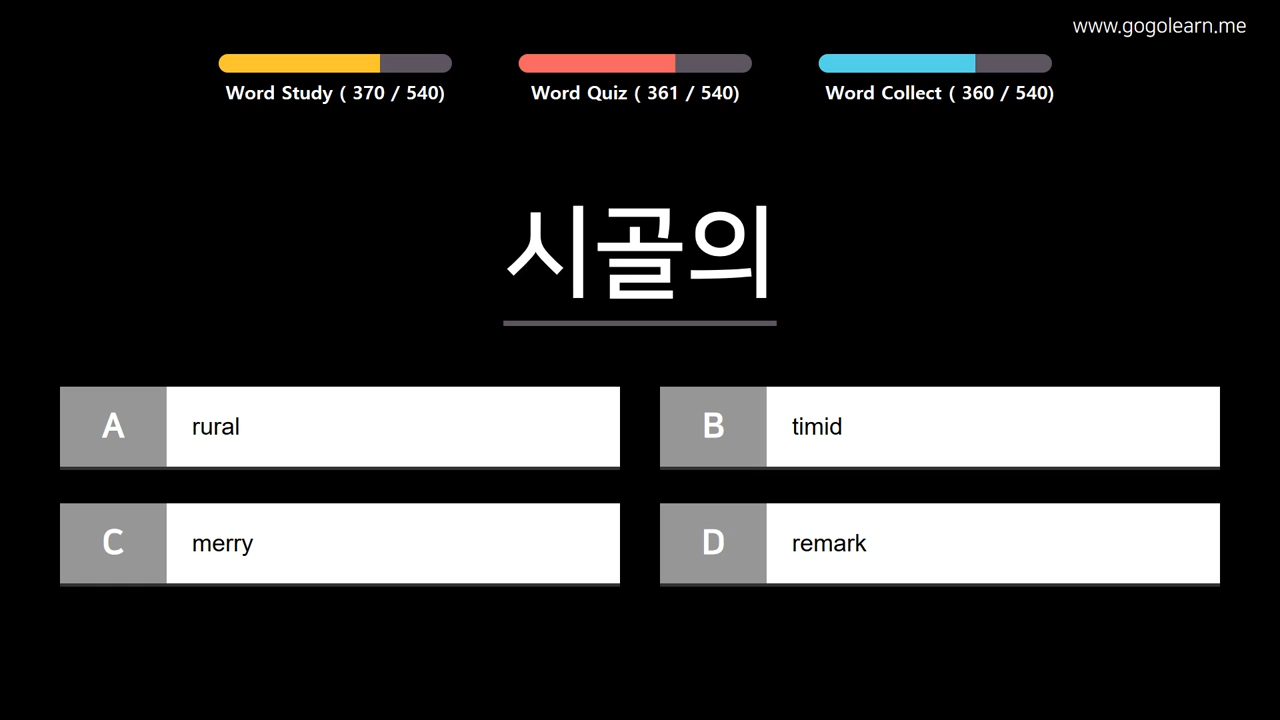 www.gogolearn.me
Word Study ( 370 / 540)
Word Quiz ( 361 / 540)
Word Collect ( 360 / 540)
시골의
A rural
B timid
C merry
D remark